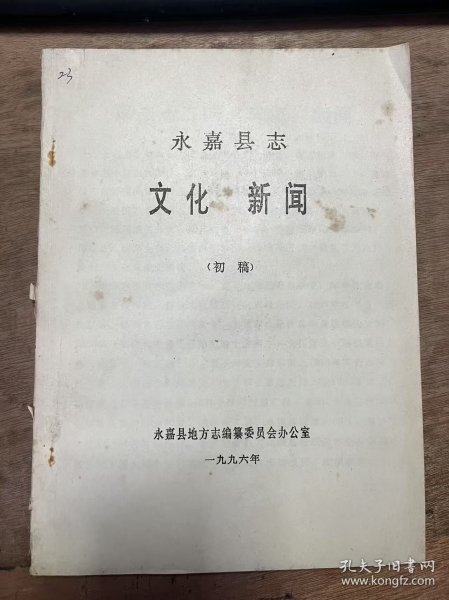 23
永嘉县志
文化 新闻
（初稿）
永嘉县地方志编纂委员会办公室
一九九六年
孔夫子旧书网
www.kongfz.com